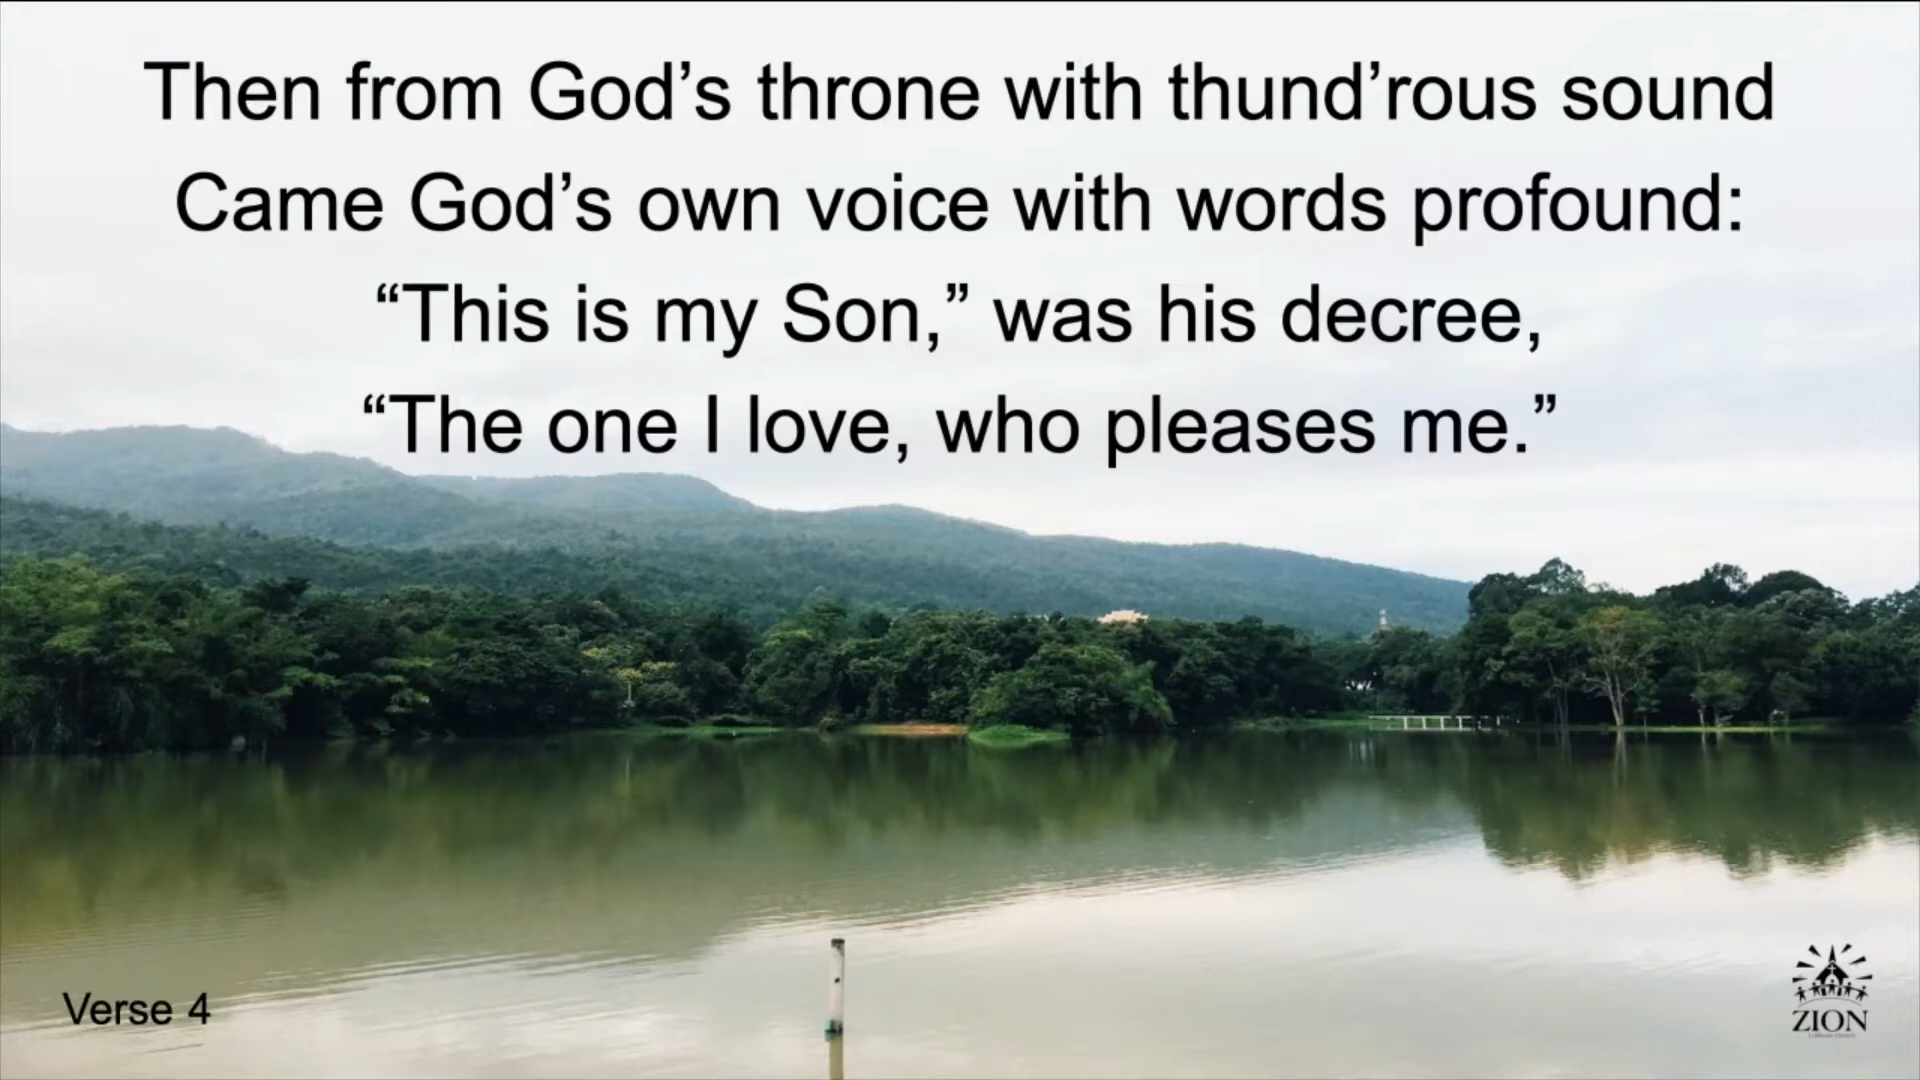 Then from God’s throne with thund’rous sound
Came God’s own voice with words profound:
“This is my Son,” was his decree,
“The one I love, who pleases me.”
Verse 4
ZION